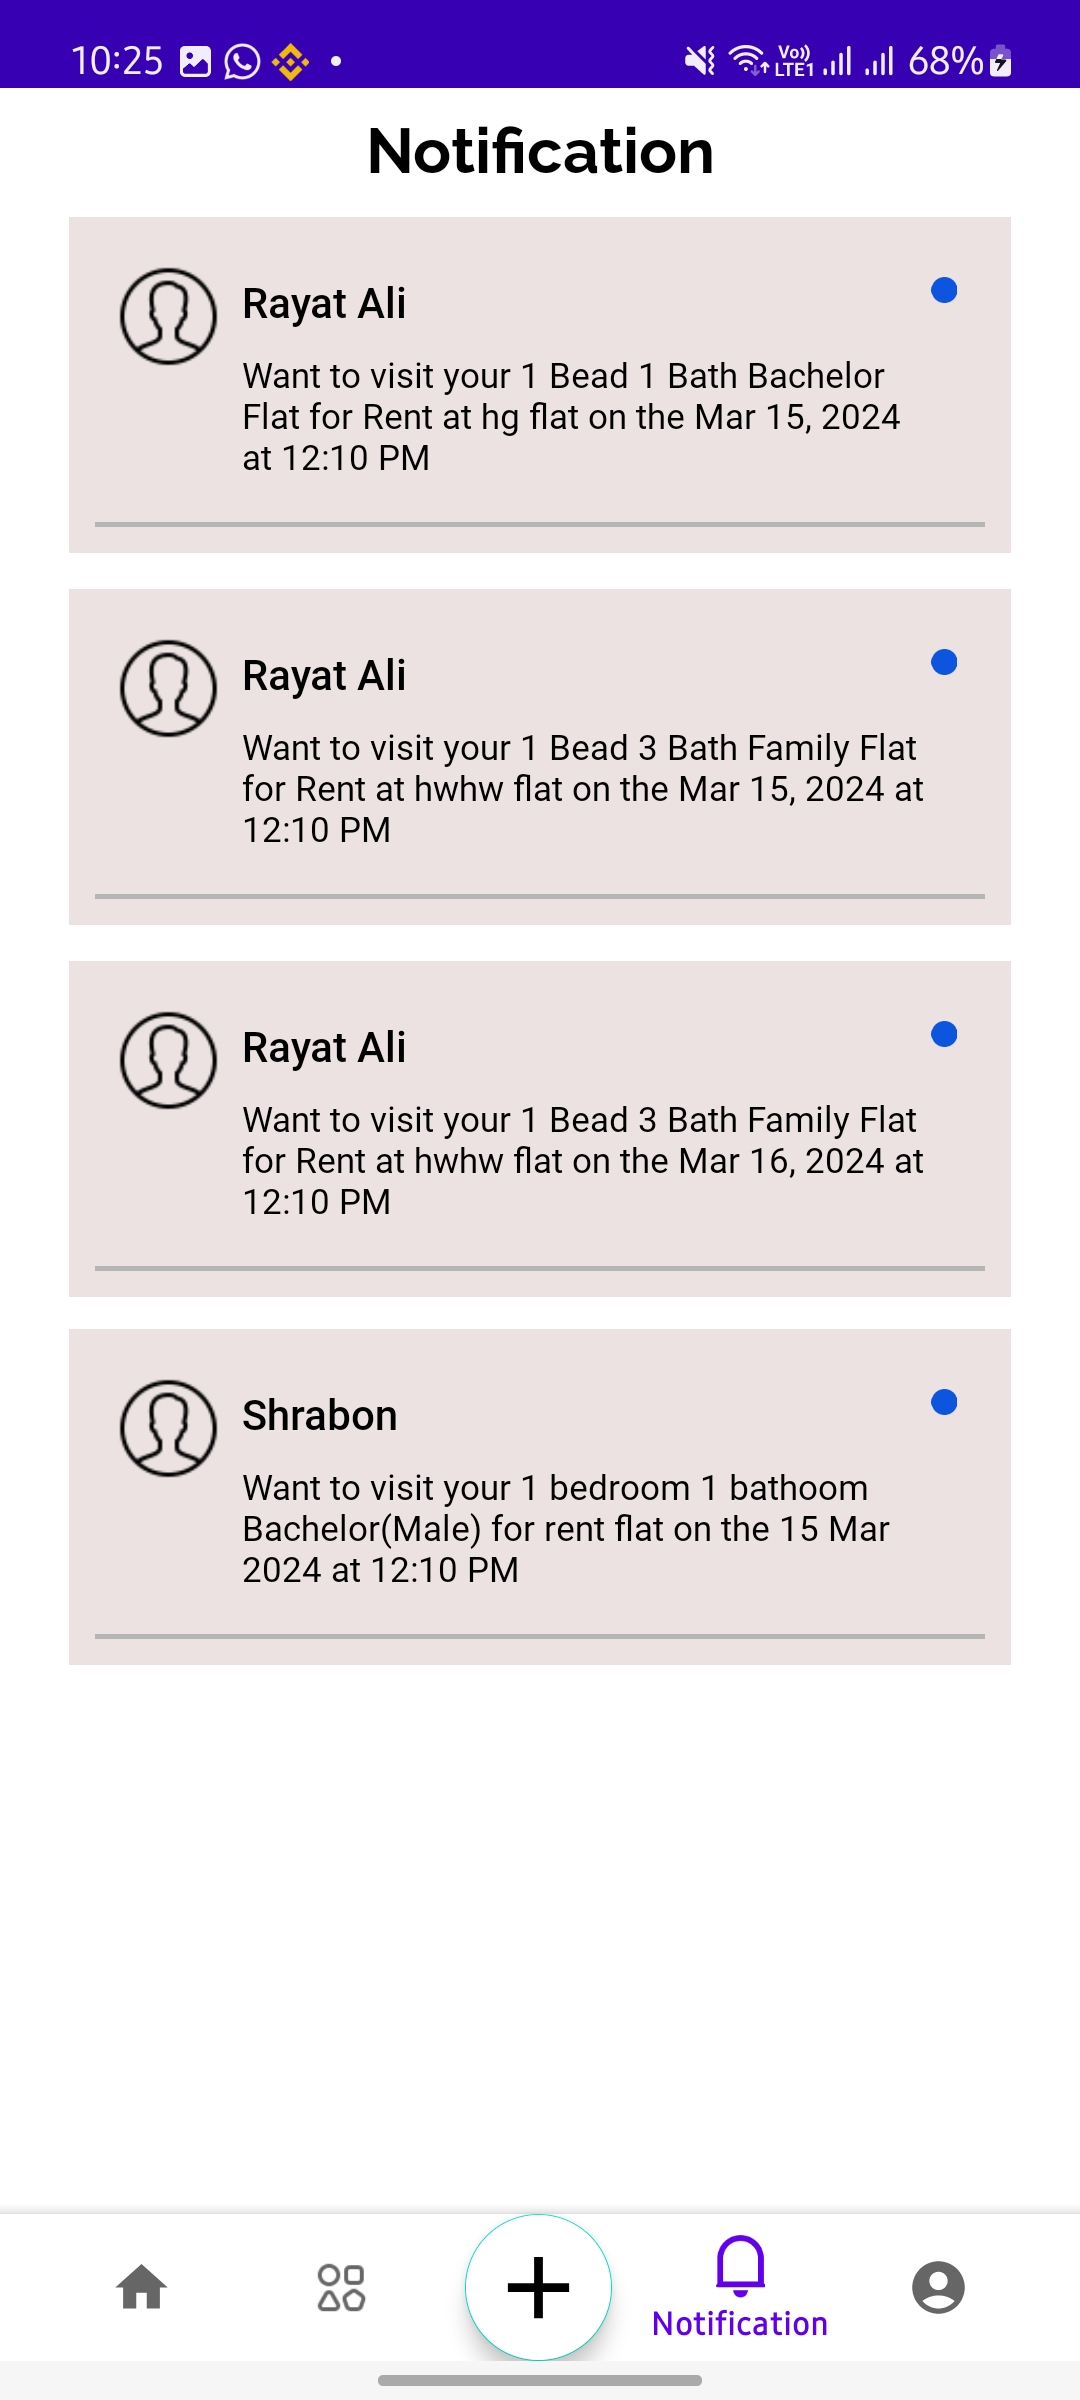 10:25
Vo))
LTE1
68%
Notification
Rayat Ali
Want to visit your 1 Bead 1 Bath Bachelor
Flat for Rent at hg flat on the Mar 15, 2024
at 12:10 PM
Rayat Ali
Want to visit your 1 Bead 3 Bath Family Flat
for Rent at hwhw flat on the Mar 15, 2024 at
12:10 PM
Rayat Ali
Want to visit your 1 Bead 3 Bath Family Flat
for Rent at hwhw flat on the Mar 16, 2024 at
12:10 PM
Shrabon
Want to visit your 1 bedroom 1 bathoom
Bachelor(Male) for rent flat on the 15 Mar
2024 at 12:10 PM
Notification